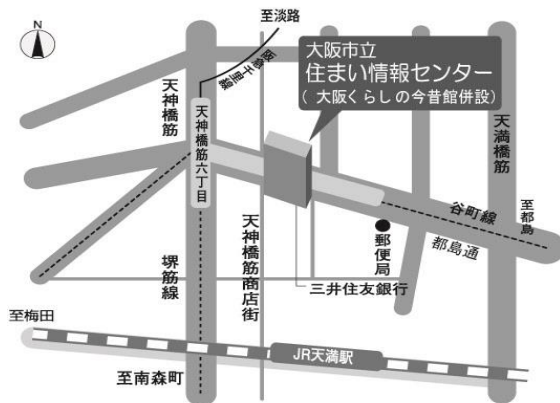 至淡路
N
阪急千里線
大阪市立
住まい情報センター
(大阪くらしの今昔館併設)
天神橋筋
天神橋筋六丁目
天満橋筋
谷町線
至都島
都島通
郵便局
天神橋筋商店街
堺筋線
三井住友銀行
至梅田
JR天満駅
至南森町